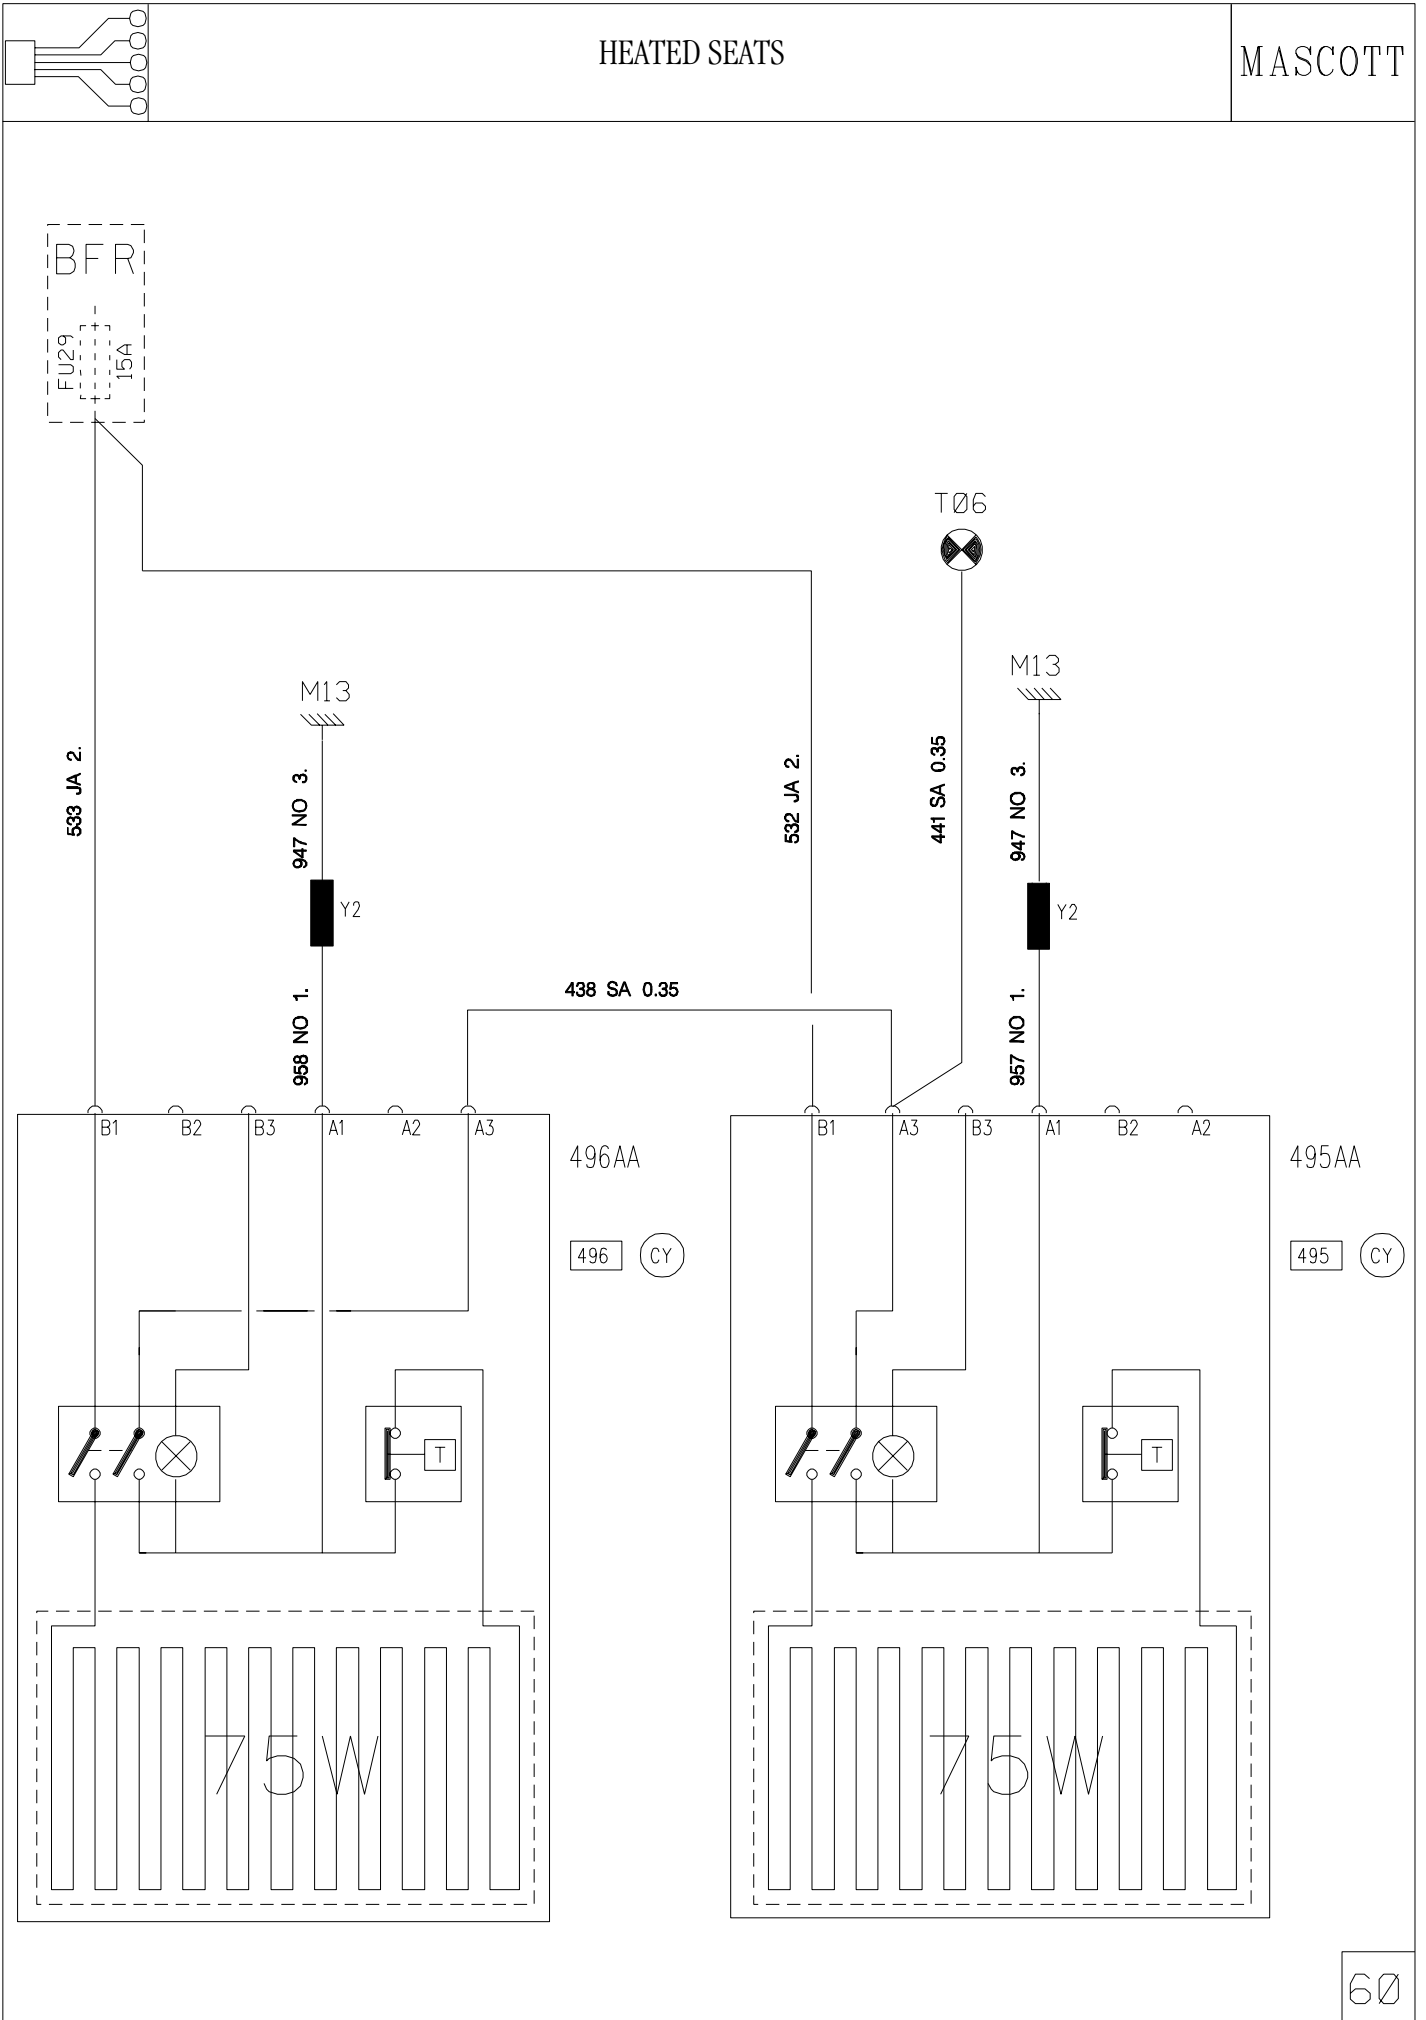 HEATED SEATS
MASCOTT
BFR
FU29
15A
TØ6
M13
M13
533 JA 2.
947 NO 3.
532 JA 2.
441 SA 0.35
947 NO 3.
Y2
Y2
438 SA 0.35
958 NO 1.
957 NO 1.
B1 B2 B3 A1 A2 A3
B1 A3 B3 A1 B2 A2
496AA
495AA
496 CY
495 CY
T
T
75W
75W
6Ø